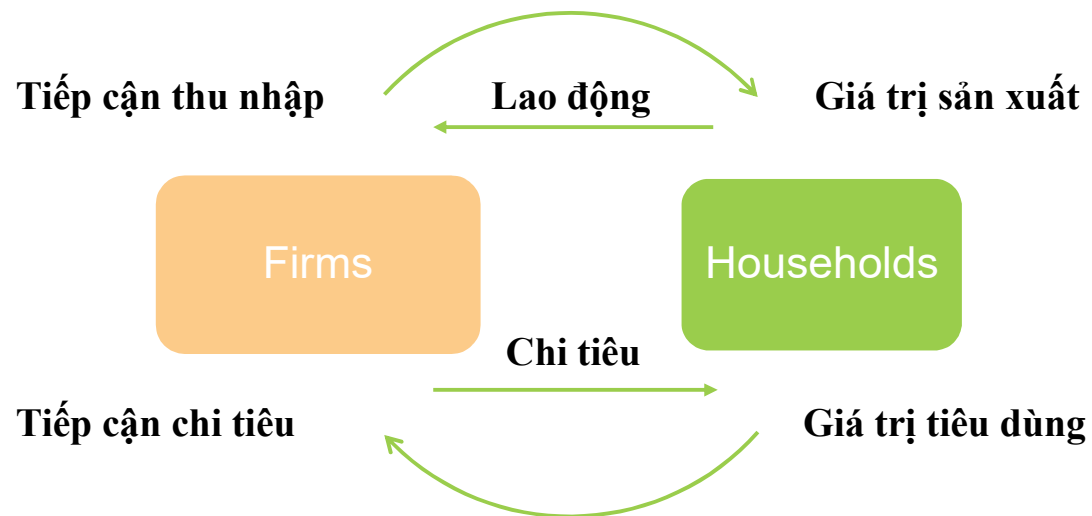 Tiếp cận thu nhập
Lao động
Giá trị sản xuất
Firms
Households
Chi tiêu
Tiếp cận chi tiêu
Giá trị tiêu dùng